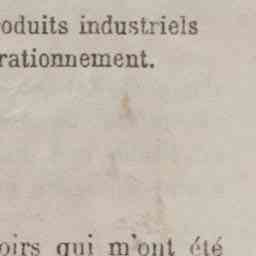 oduits industriels
rationnement.
oirs qui m'ont été